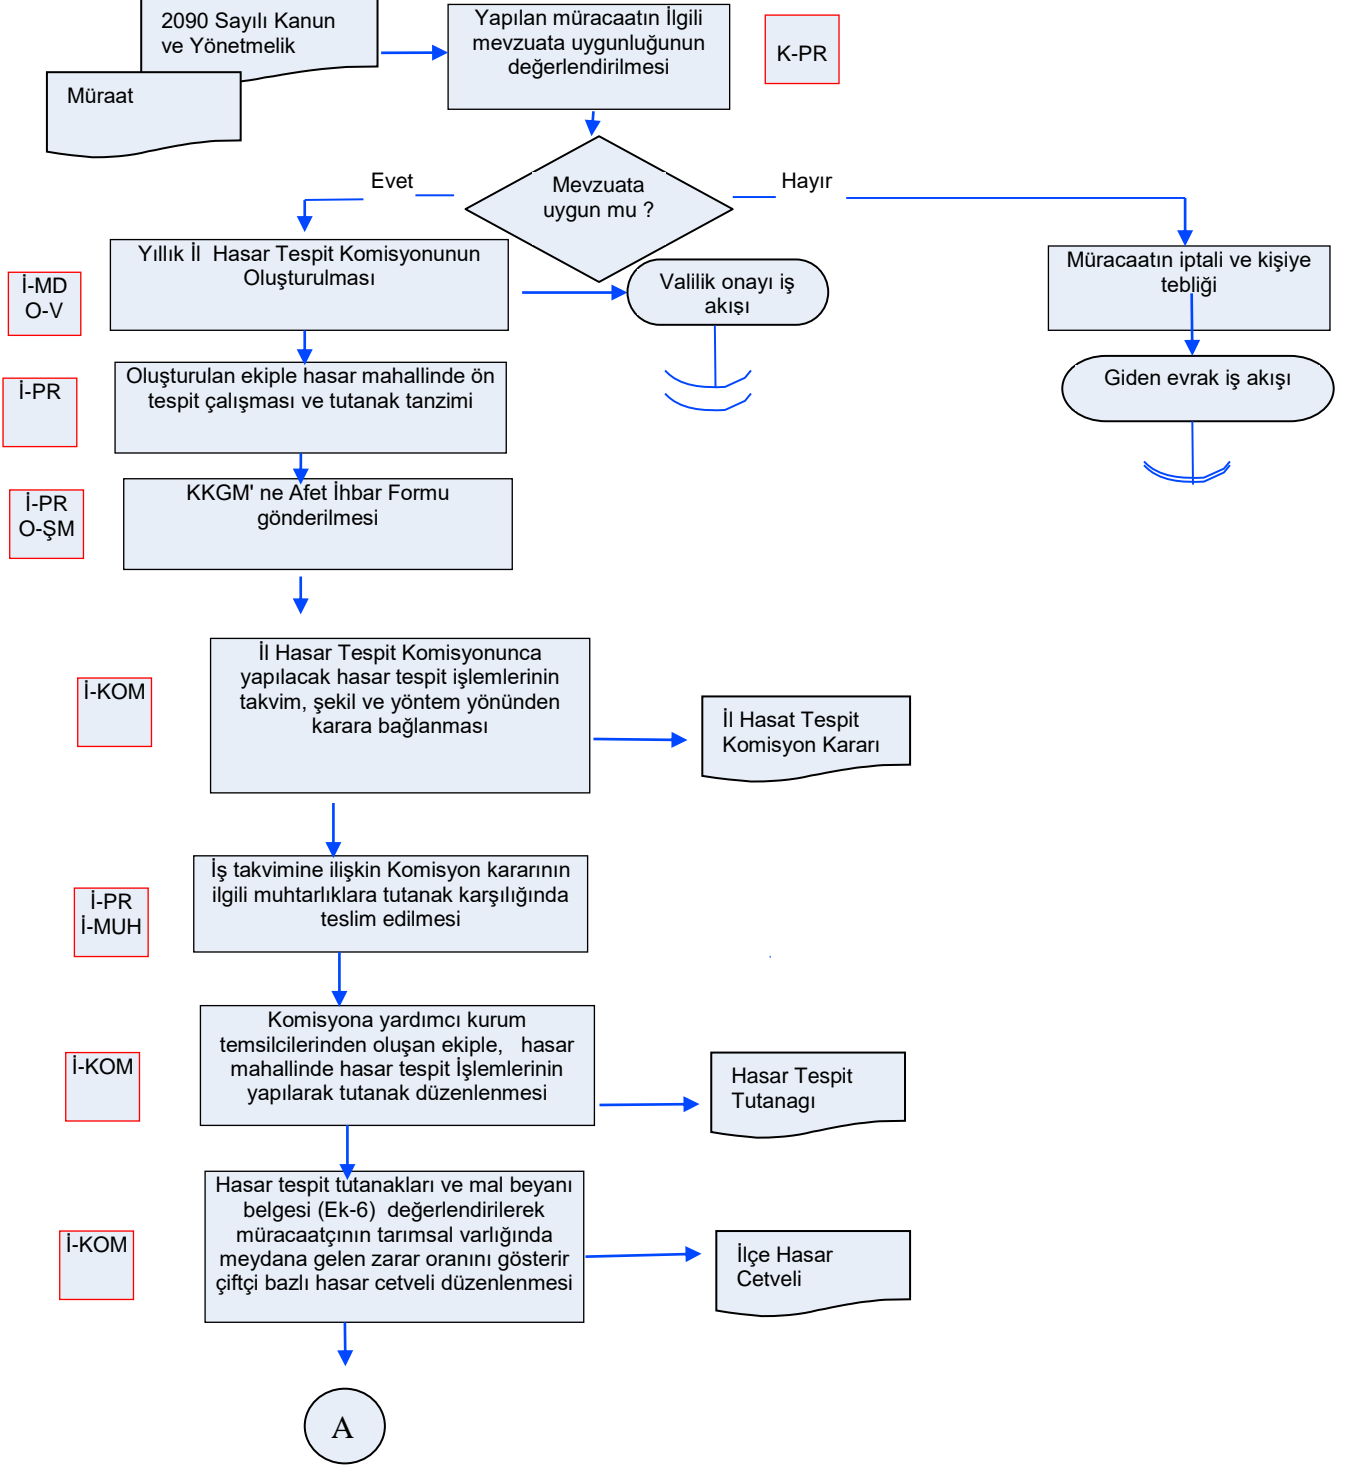 2090 Sayılı Kanun
ve Yönetmelik
Müraat
Yapılan müracaatın İlgili
mevzuata uygunluğunun
değerlendirilmesi
K-PR
Evet
Mevzuata
uygun mu ?
Hayır
Yıllık İl  Hasar Tespit Komisyonunun
Oluşturulması
İ-MD
O-V
Valilik onayı iş
akışı
Müracaatın iptali ve kişiye
tebliği
Giden evrak iş akışı
Oluşturulan ekiple hasar mahallinde ön
tespit çalışması ve tutanak tanzimi
İ-PR
KKGM' ne Afet İhbar Formu
gönderilmesi
İ-PR
O-ŞM
İl Hasar Tespit Komisyonunca
yapılacak hasar tespit işlemlerinin
takvim, şekil ve yöntem yönünden
karara bağlanması
İ-KOM
İl Hasat Tespit
Komisyon Kararı
İş takvimine ilişkin Komisyon kararının
ilgili muhtarlıklara tutanak karşılığında
teslim edilmesi
İ-PR
İ-MUH
Komisyona yardımcı kurum
temsilcilerinden oluşan ekiple,   hasar
mahallinde hasar tespit İşlemlerinin
yapılarak tutanak düzenlenmesi
İ-KOM
Hasar Tespit
Tutanagı
Hasar tespit tutanakları ve mal beyanı
belgesi (Ek-6)  değerlendirilerek
müracaatçının tarımsal varlığında
meydana gelen zarar oranını gösterir
çiftçi bazlı hasar cetveli düzenlenmesi
İ-KOM
İlçe Hasar
Cetveli
A